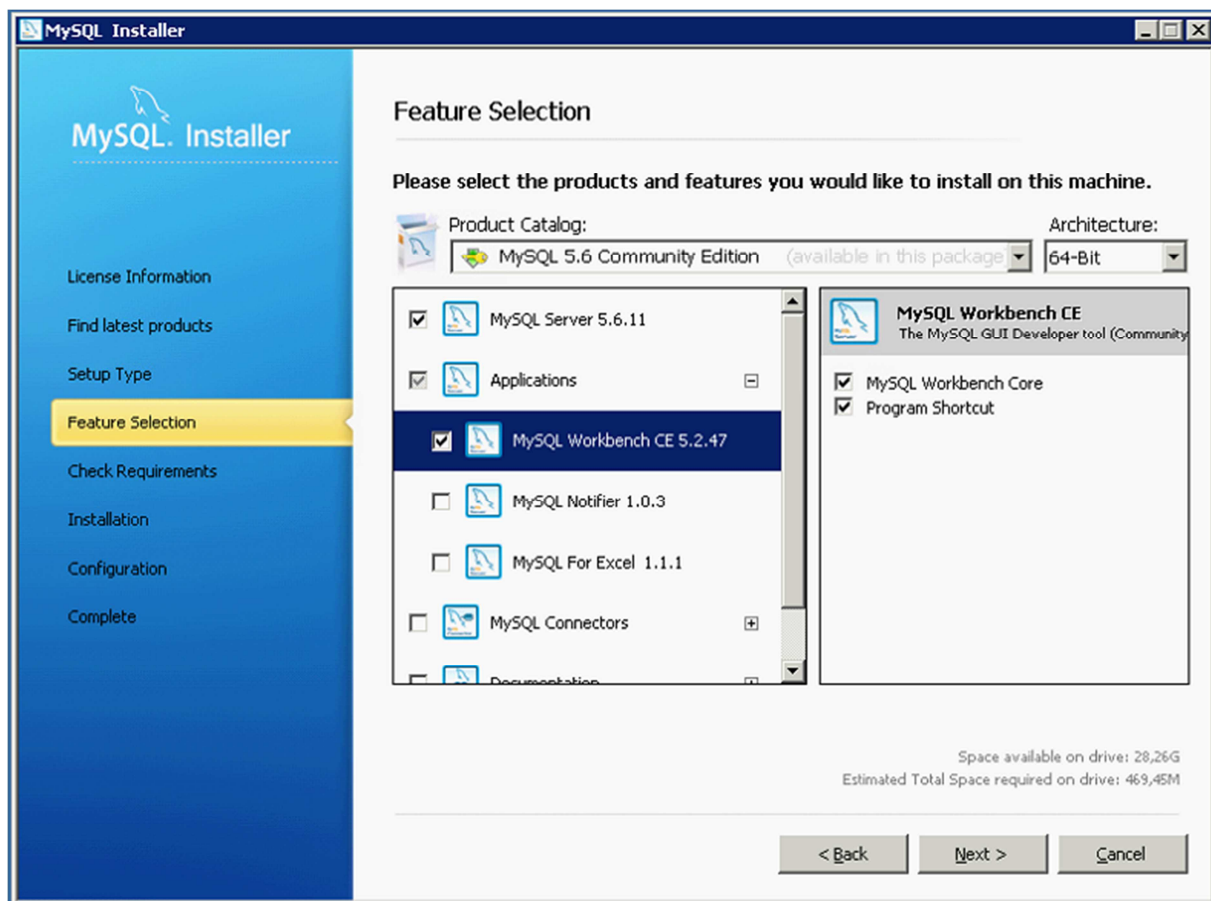 MySQL Installer
MySQL. Installer
License Information
Find latest products
Setup Type
Feature Selection
Check Requirements
Installation
Configuration
Complete
Feature Selection
Please select the products and features you would like to install on this machine.
Product Catalog:
Architecture:
MySQL 5.6 Community Edition (available in this package)
64-Bit
MySQL Server 5.6.11
Applications
MySQL Workbench CE 5.2.47
MySQL Notifier 1.0.3
MySQL For Excel 1.1.1
MySQL Connectors
Documentation
MySQL Workbench CE
The MySQL GUI Developer tool (Community
MySQL Workbench Core
Program Shortcut
Space available on drive: 28,26G
Estimated Total Space required on drive: 469,45M
< Back
Next >
Cancel